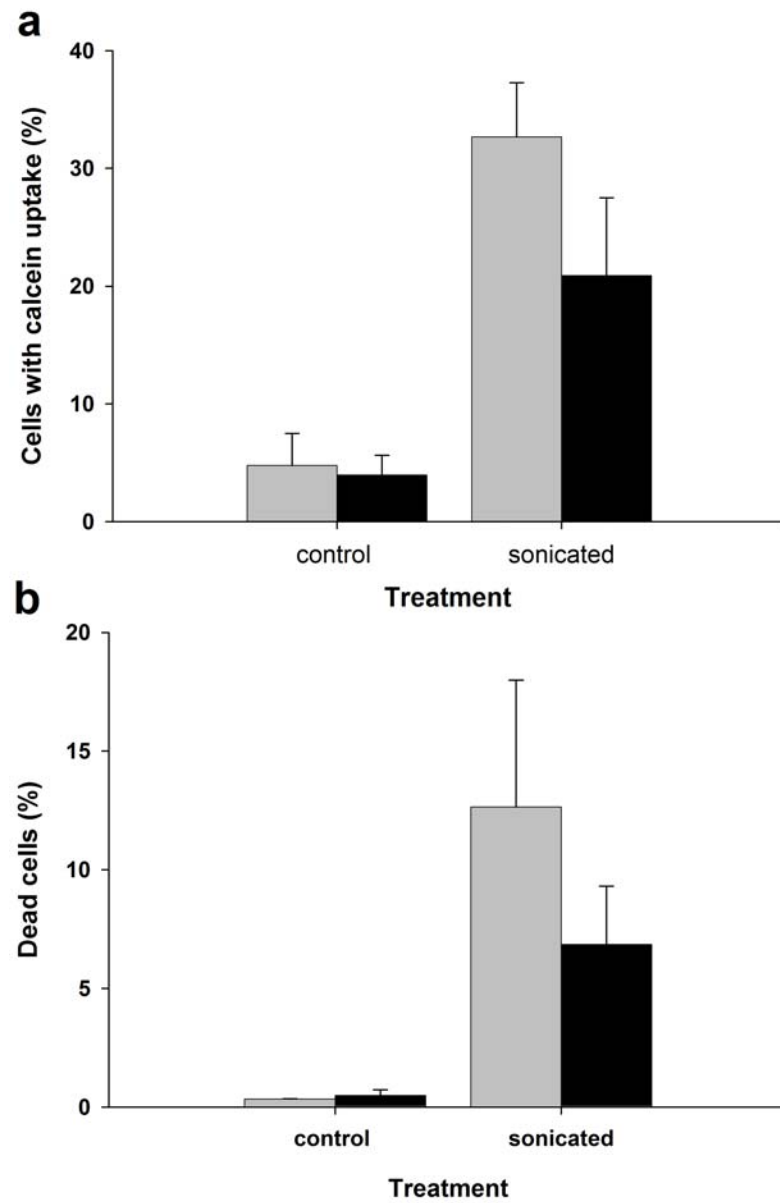 a
Cells with calcein uptake (%)
40
30
20
10
0
control sonicated
Treatment
b
Dead cells (%)
20
15
10
5
0
control sonicated
Treatment